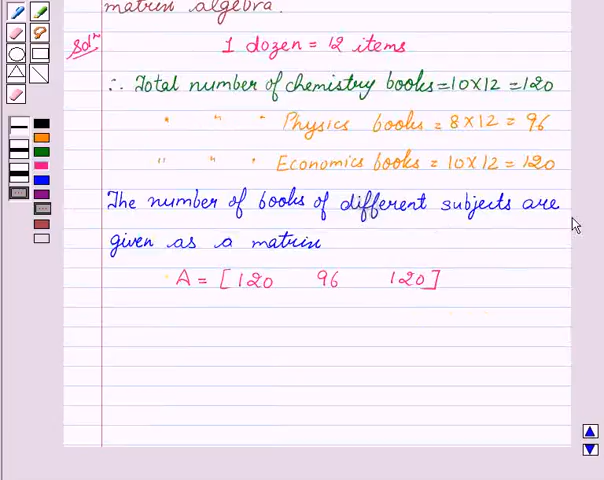 matrix algebra.
Solⁿ 1 dozen = 12 items
∴ Total number of chemistry books = 10 × 12 = 120
" " " Physics books = 8 × 12 = 96
" " " Economics books = 10 × 12 = 120
The number of books of different subjects are
given as a matrix
A = [120 96 120]